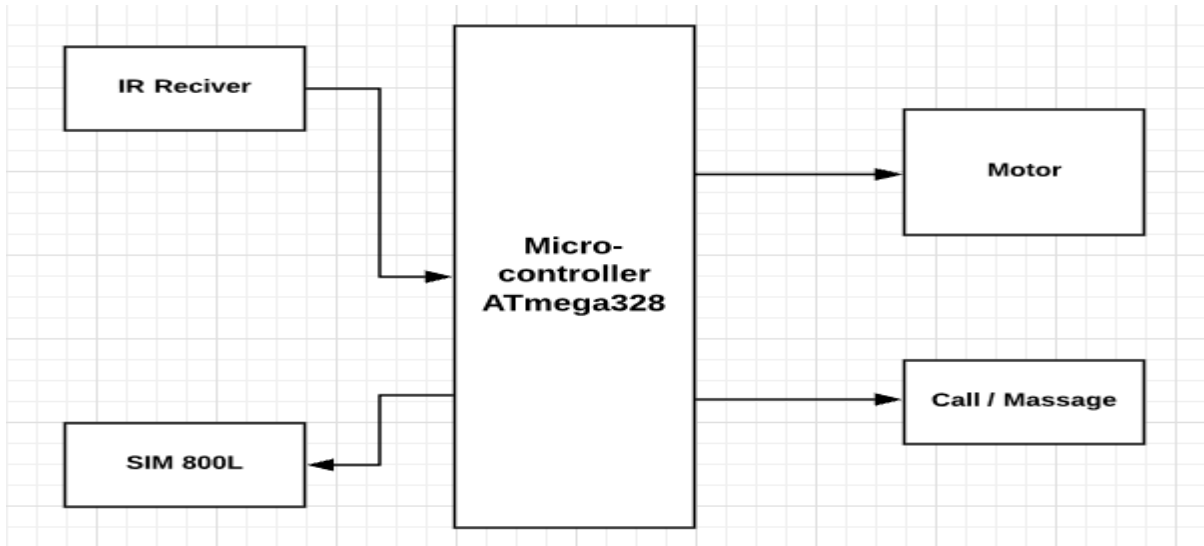 IR Reciver
Micro-
controller
ATmega328
Motor
Call / Massage
SIM 800L